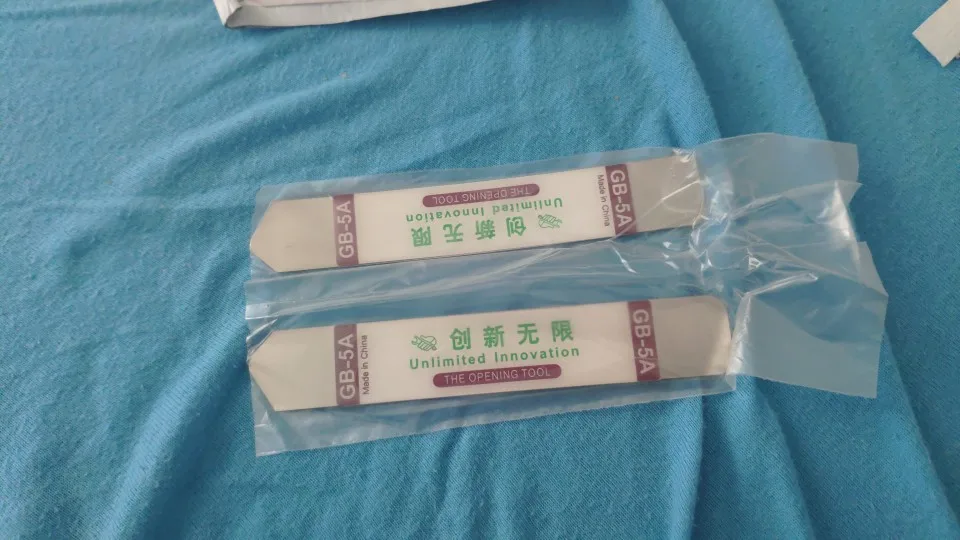 GB-5A
THE OPENING TOOL
Unlimited Innovation
创新无限
Made in China
GB-5A
GB-5A
Made in China
创新无限
Unlimited Innovation
THE OPENING TOOL
GB-5A